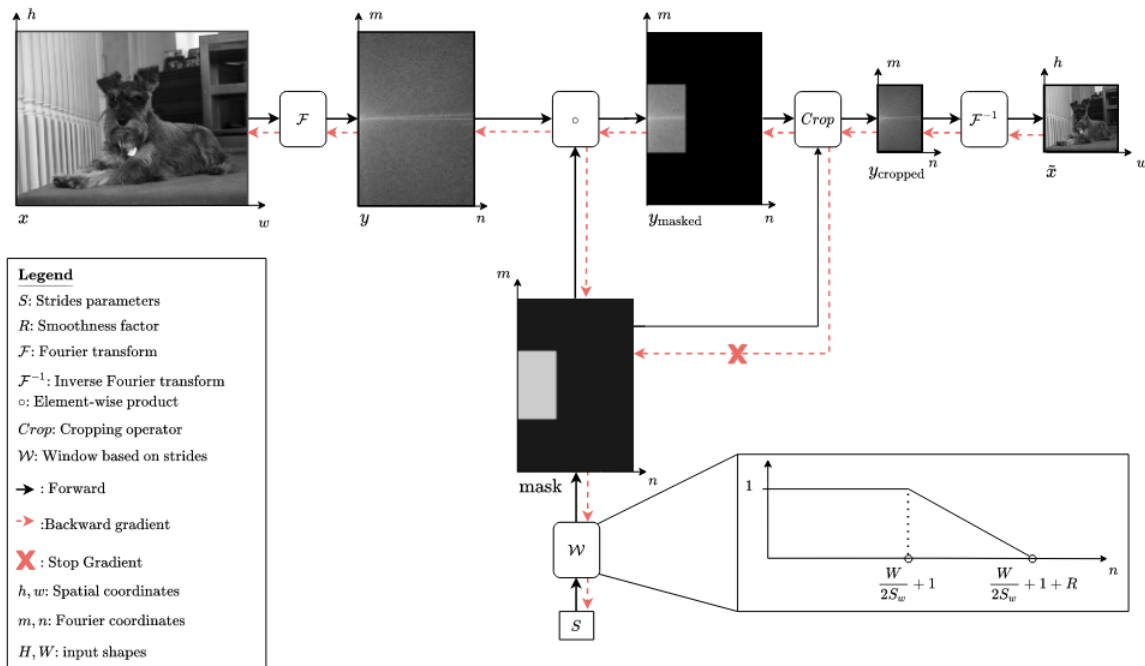 h
m
m
m
h
ℱ
∘
Crop
ℱ⁻¹
x
w
y
n
y_masked
n
y_cropped
n
x̃
w
Legend
S: Strides parameters
R: Smoothness factor
ℱ: Fourier transform
ℱ⁻¹: Inverse Fourier transform
∘: Element-wise product
Crop: Cropping operator
𝒲: Window based on strides
: Forward
:Backward gradient
X : Stop Gradient
h, w: Spatial coordinates
m, n: Fourier coordinates
H, W: input shapes
m
X
mask
n
𝒲
S
1
W/2S_w + 1
W/2S_w + 1 + R
n